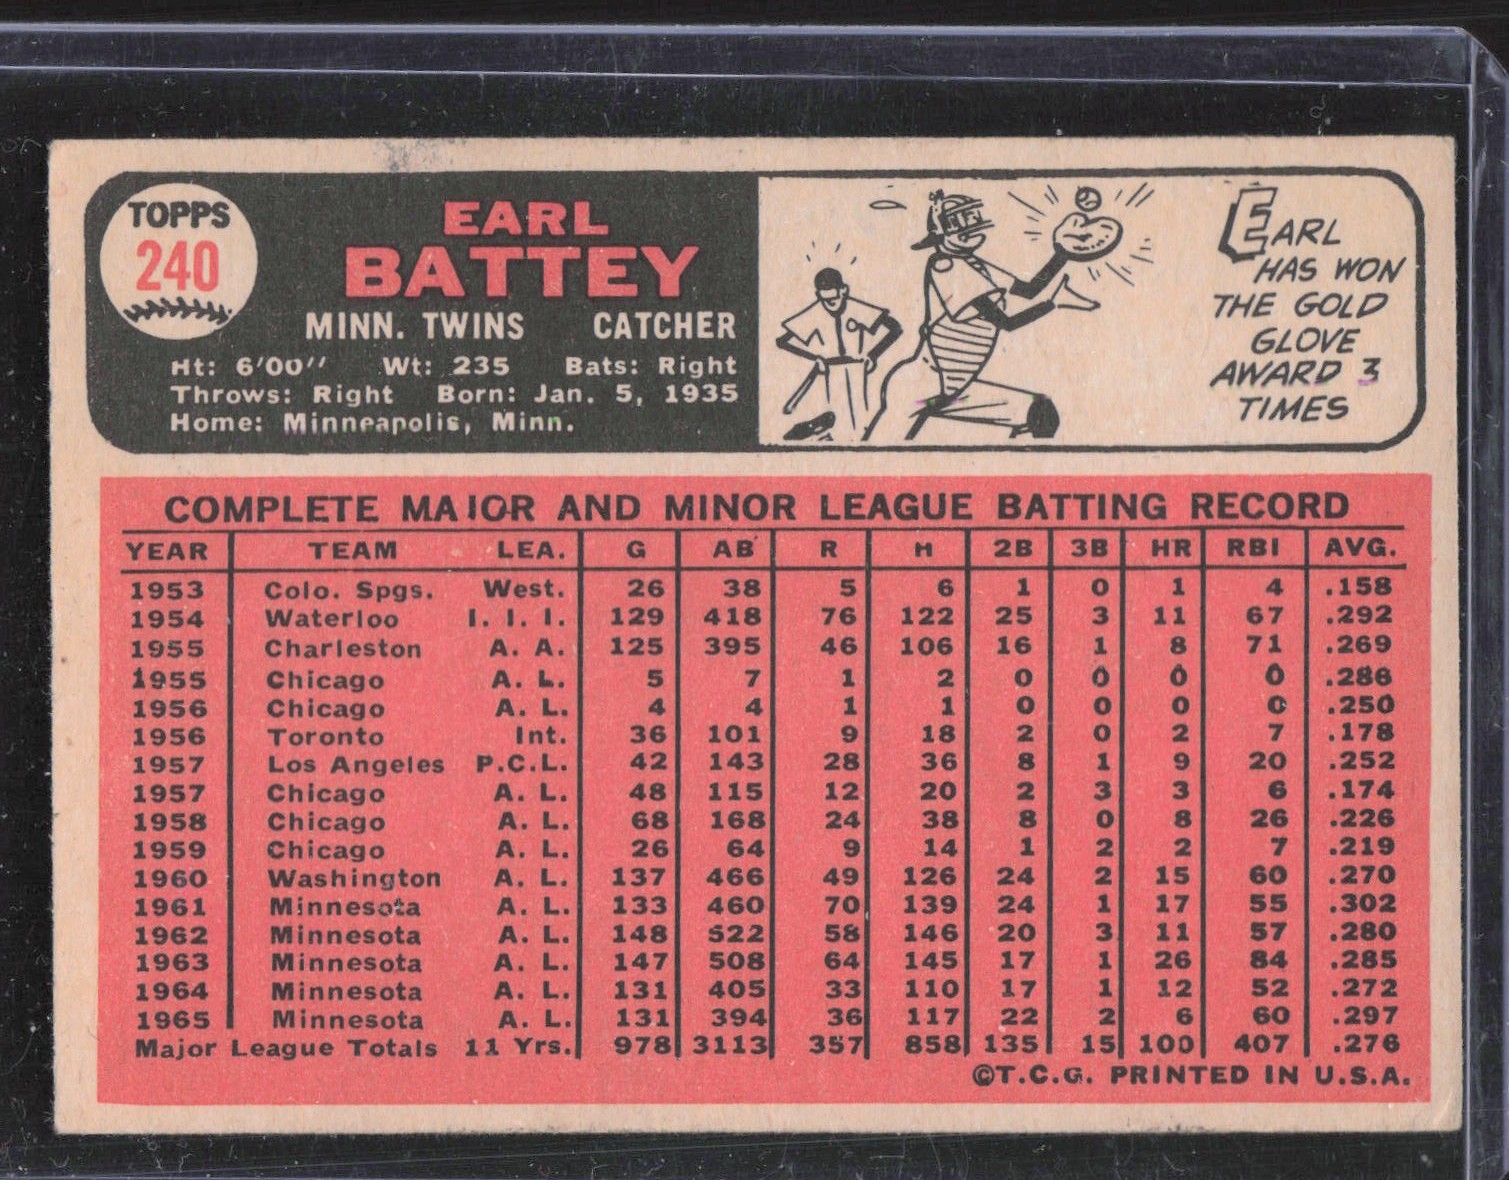 TOPPS
240
EARL
BATTEY
MINN. TWINS CATCHER
Ht: 6'00" Wt: 235 Bats: Right
Throws: Right Born: Jan. 5, 1935
Home: Minneapolis, Minn.
EARL
HAS WON
THE GOLD
GLOVE
AWARD 3
TIMES
COMPLETE MAJOR AND MINOR LEAGUE BATTING RECORD
YEAR TEAM LEA. G AB R H 2B 3B HR RBI AVG.
1953 Colo. Spgs. West. 26 38 5 6 1 0 1 4 .158
1954 Waterloo I. I. I. 129 418 76 122 25 3 11 67 .292
1955 Charleston A. A. 125 395 46 106 16 1 8 71 .269
1955 Chicago A. L. 5 7 1 2 0 0 0 0 .286
1956 Chicago A. L. 4 4 1 1 0 0 0 0 .250
1956 Toronto Int. 36 101 9 18 2 0 2 7 .178
1957 Los Angeles P.C.L. 42 143 28 36 8 1 9 20 .252
1957 Chicago A. L. 48 115 12 20 2 3 3 6 .174
1958 Chicago A. L. 68 168 24 38 8 0 8 26 .226
1959 Chicago A. L. 26 64 9 14 1 2 2 7 .219
1960 Washington A. L. 137 466 49 126 24 2 15 60 .270
1961 Minnesota A. L. 133 460 70 139 24 1 17 55 .302
1962 Minnesota A. L. 148 522 58 146 20 3 11 57 .280
1963 Minnesota A. L. 147 508 64 145 17 1 26 84 .285
1964 Minnesota A. L. 131 405 33 110 17 1 12 52 .272
1965 Minnesota A. L. 131 394 36 117 22 2 6 60 .297
Major League Totals 11 Yrs. 978 3113 357 858 135 15 100 407 .276
©T.C.G. PRINTED IN U.S.A.